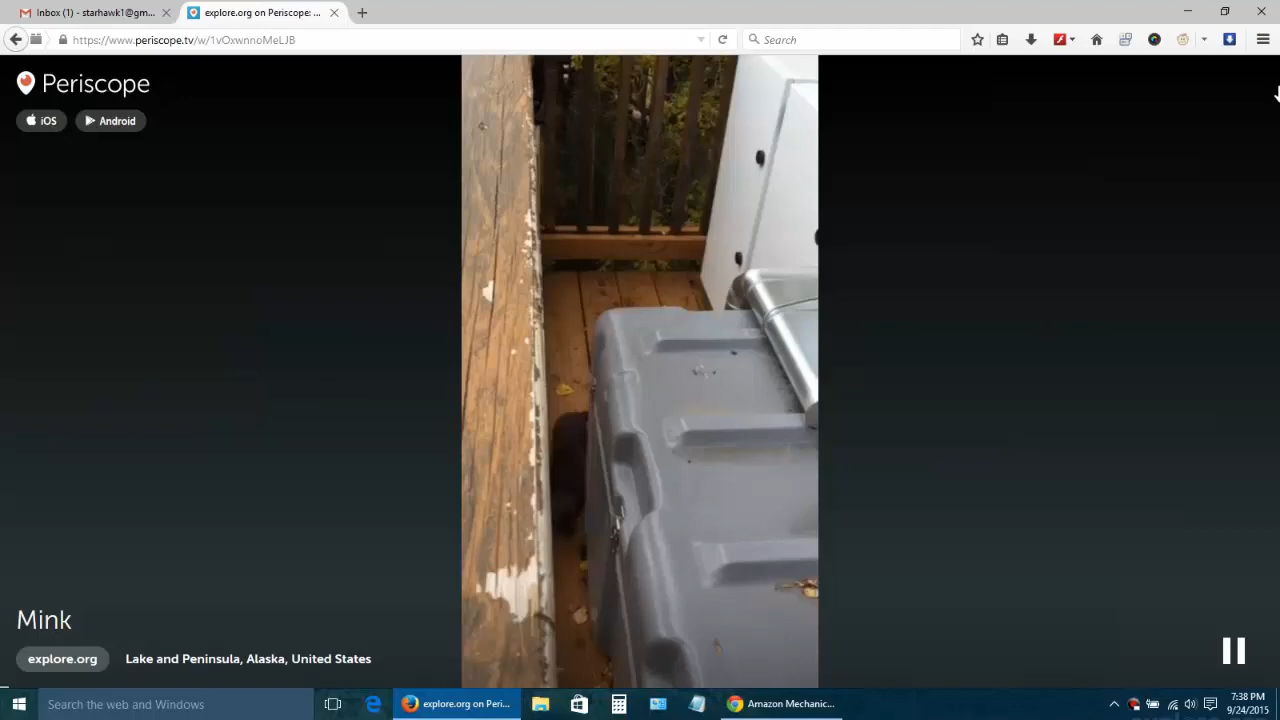 Inbox (1) - starhawk1@gm...
explore.org on Periscope: ...
https://www.periscope.tv/w/1vOxwnnoMeLJB
Search
Periscope
iOS
Android
Mink
explore.org
Lake and Peninsula, Alaska, United States
Search the web and Windows
explore.org on Peri...
Amazon Mechanic...
7:38 PM
9/24/2015